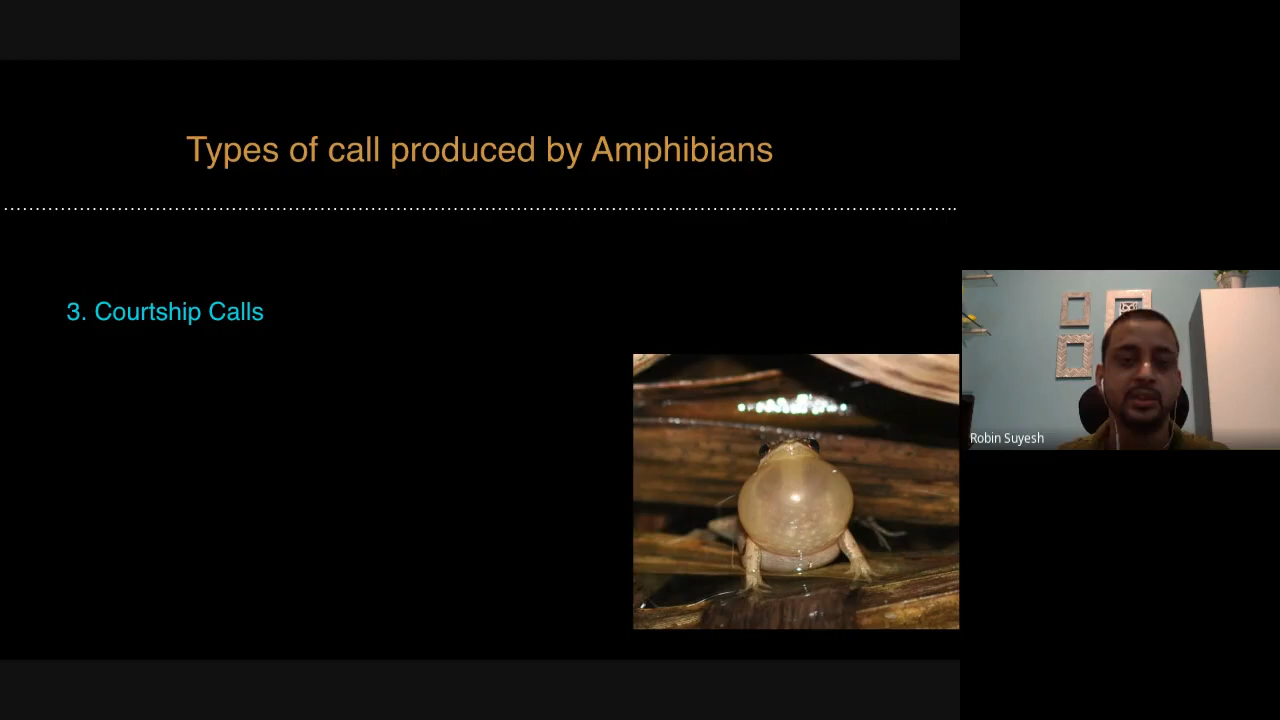 Types of call produced by Amphibians
3. Courtship Calls
Robin Suyesh